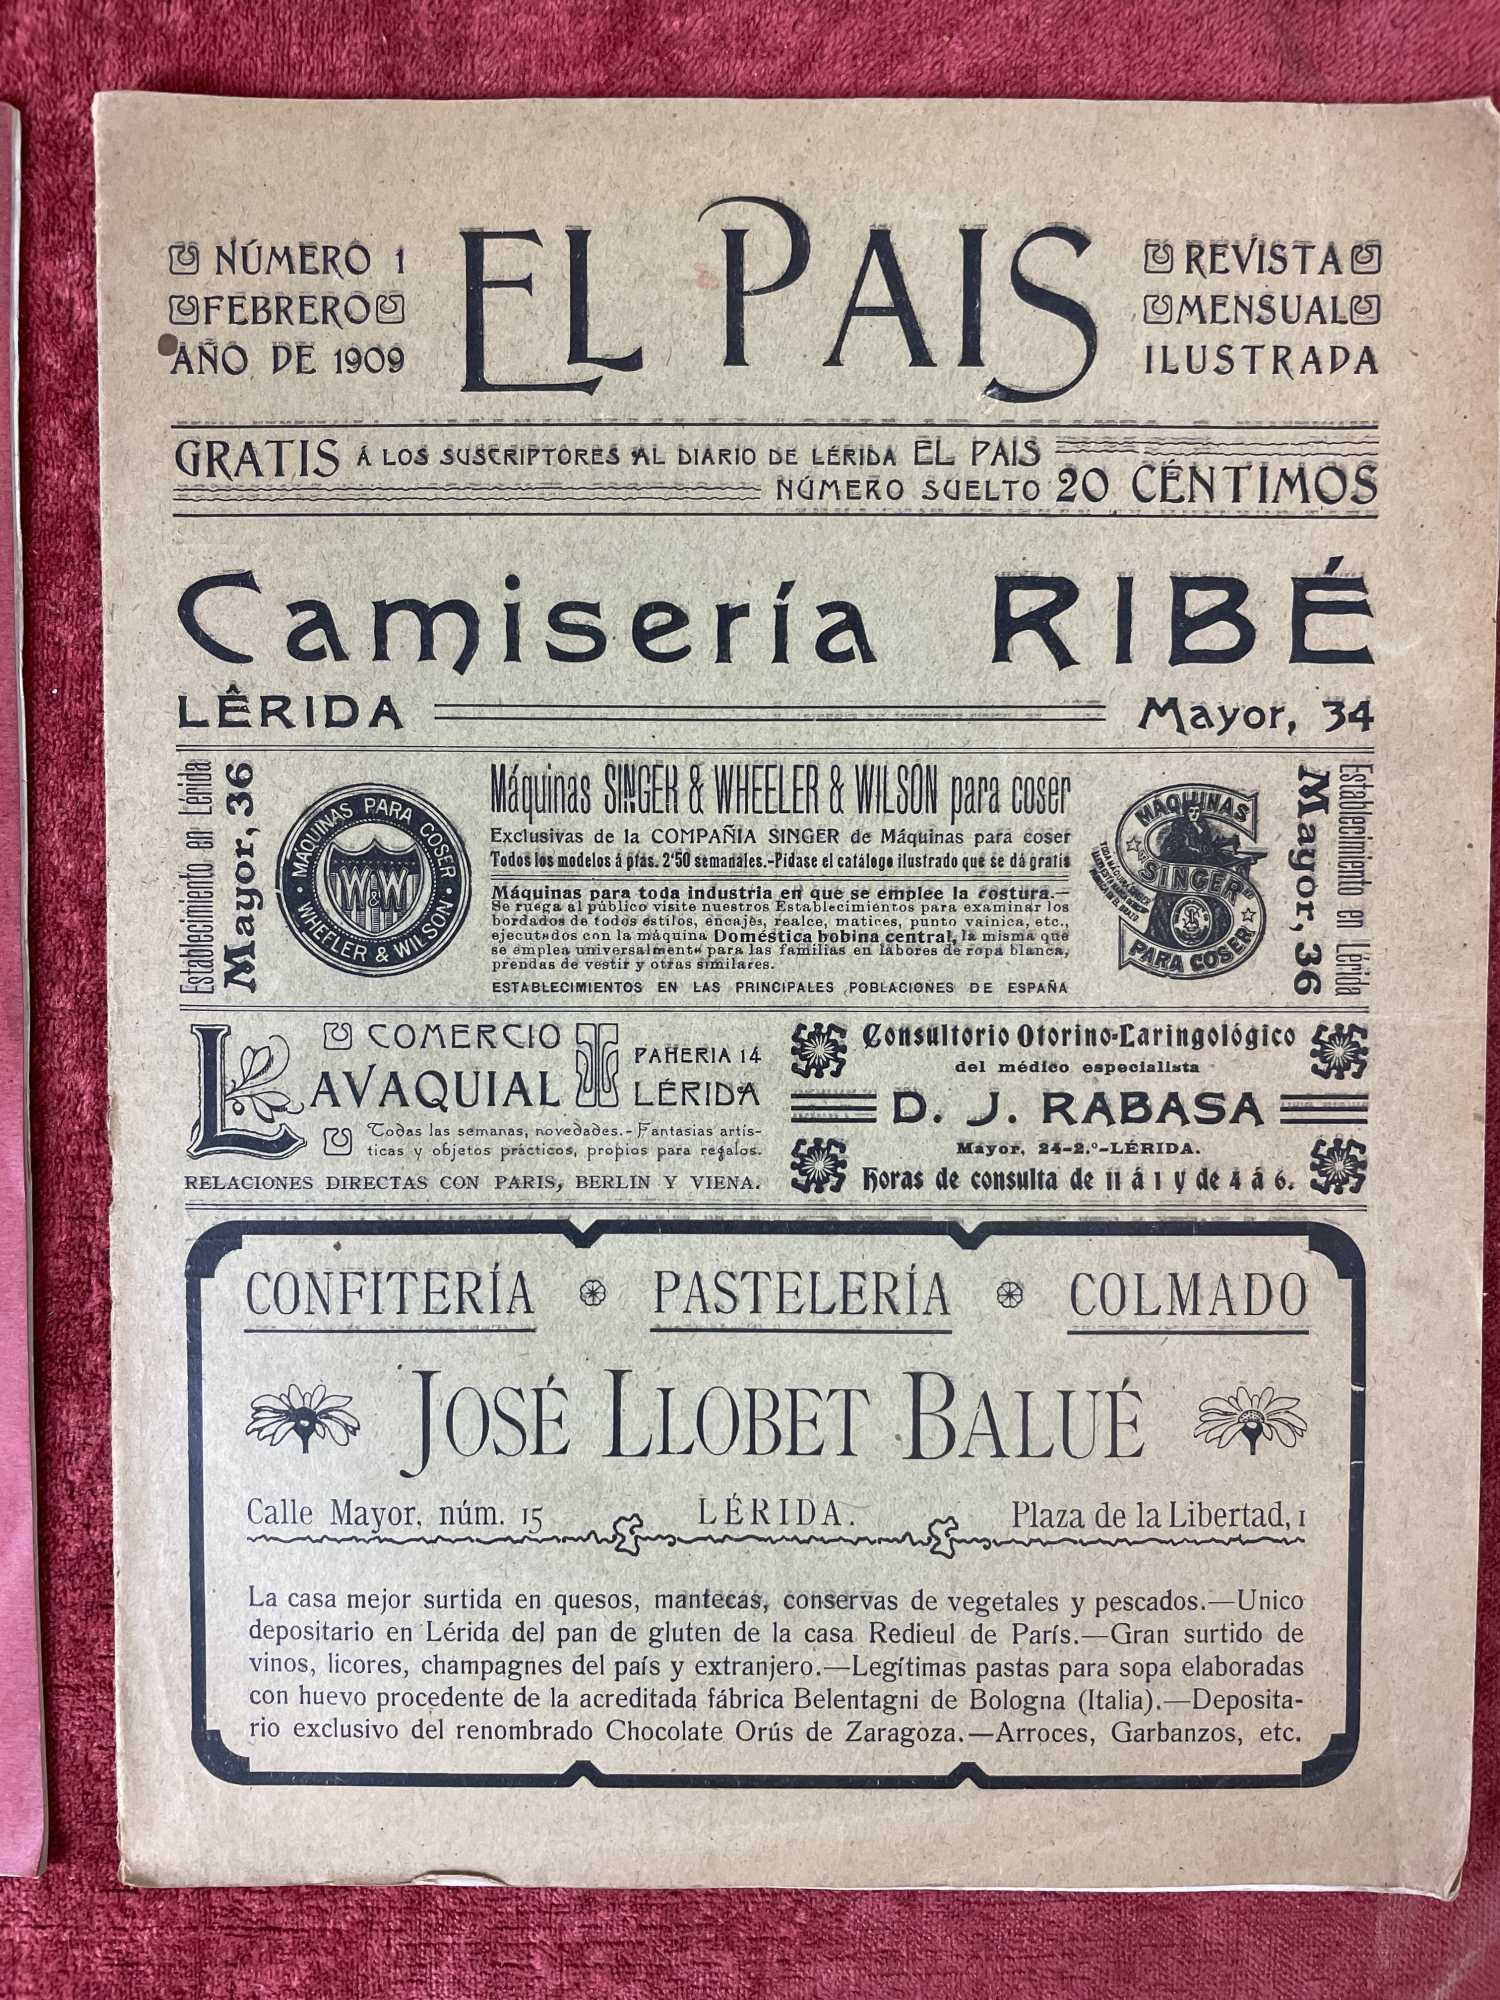 NÚMERO 1
FEBRERO
AÑO DE 1909
EL PAIS
REVISTA
MENSUAL
ILUSTRADA
GRATIS Á LOS SUSCRIPTORES AL DIARIO DE LÉRIDA EL PAIS
NÚMERO SUELTO 20 CÉNTIMOS
Camisería RIBÉ
LÊRIDA Mayor, 34
Establecimiento en Lérida
Mayor, 36
MÁQUINAS PARA COSER
W&W
WHEELER & WILSON
Máquinas SINGER & WHEELER & WILSON para coser
Exclusivas de la COMPAÑIA SINGER de Máquinas para coser
Todos los modelos á ptas. 2'50 semanales.-Pídase el catálogo ilustrado que se dá gratis
Máquinas para toda industria en que se emplee la costura.—
Se ruega al público visite nuestros Establecimientos para examinar los
bordados de todos estilos, encajes, realce, matices, punto vainica, etc.,
ejecutados con la máquina Doméstica bobina central, la misma que
se emplea universalmente para las familias en labores de ropa blanca,
prendas de vestir y otras similares.
ESTABLECIMIENTOS EN LAS PRINCIPALES POBLACIONES DE ESPAÑA
MAQUINAS
SINGER
PARA COSER
Mayor, 36
Establecimiento en Lérida
COMERCIO
LAVAQUIAL
PAHERIA 14
LÉRIDA
Todas las semanas, novedades.- Fantasias artís-
ticas y objetos prácticos, propios para regalos.
RELACIONES DIRECTAS CON PARIS, BERLIN Y VIENA.
Consultorio Otorino-Laringológico
del médico especialista
D. J. RABASA
Mayor, 24-2.º-LÉRIDA.
Horas de consulta de 11 á 1 y de 4 á 6.
CONFITERÍA PASTELERÍA COLMADO
JOSÉ LLOBET BALUÉ
Calle Mayor, núm. 15 LÉRIDA. Plaza de la Libertad, 1
La casa mejor surtida en quesos, mantecas, conservas de vegetales y pescados.—Unico
depositario en Lérida del pan de gluten de la casa Redieul de París.—Gran surtido de
vinos, licores, champagnes del país y extranjero.—Legítimas pastas para sopa elaboradas
con huevo procedente de la acreditada fábrica Belentagni de Bologna (Italia).—Deposita-
rio exclusivo del renombrado Chocolate Orús de Zaragoza.—Arroces, Garbanzos, etc.